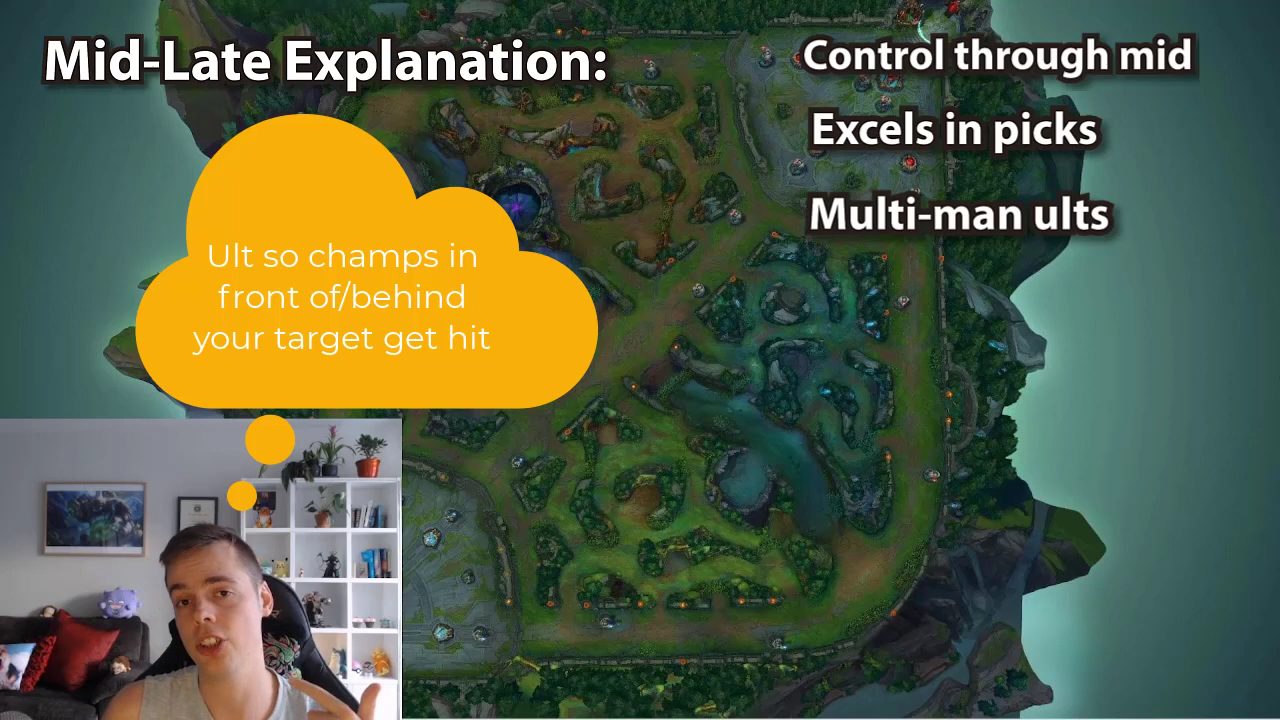 Mid-Late Explanation:
Control through mid
Excels in picks
Multi-man ults
Ult so champs in
front of/behind
your target get hit